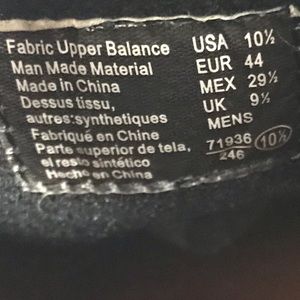 Fabric Upper Balance
Man Made Material
Made in China
Dessus tissu,
autres:synthetiques
Fabriqué en Chine
Parte superior de tela,
el resto sintético
Hecho en China
USA 10½
EUR 44
MEX 29½
UK 9½
MENS
71936
246
10½